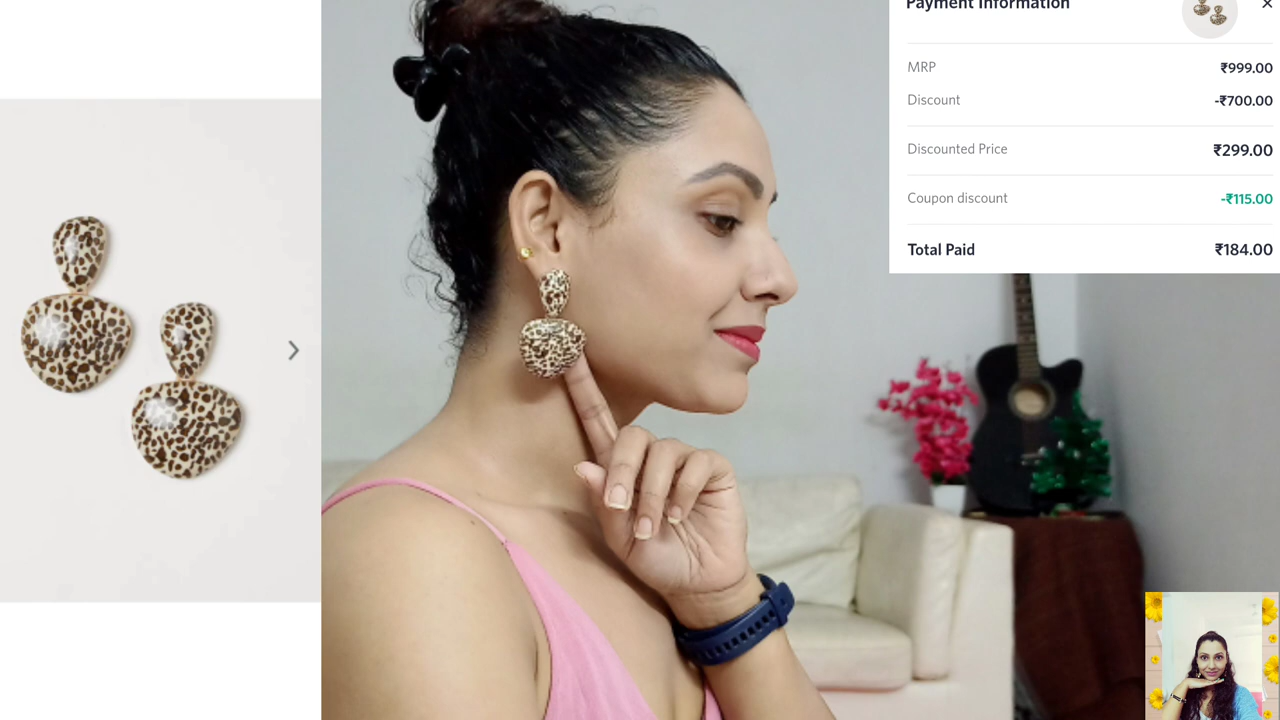 Payment Information
MRP ₹999.00
Discount -₹700.00
Discounted Price ₹299.00
Coupon discount -₹115.00
Total Paid ₹184.00